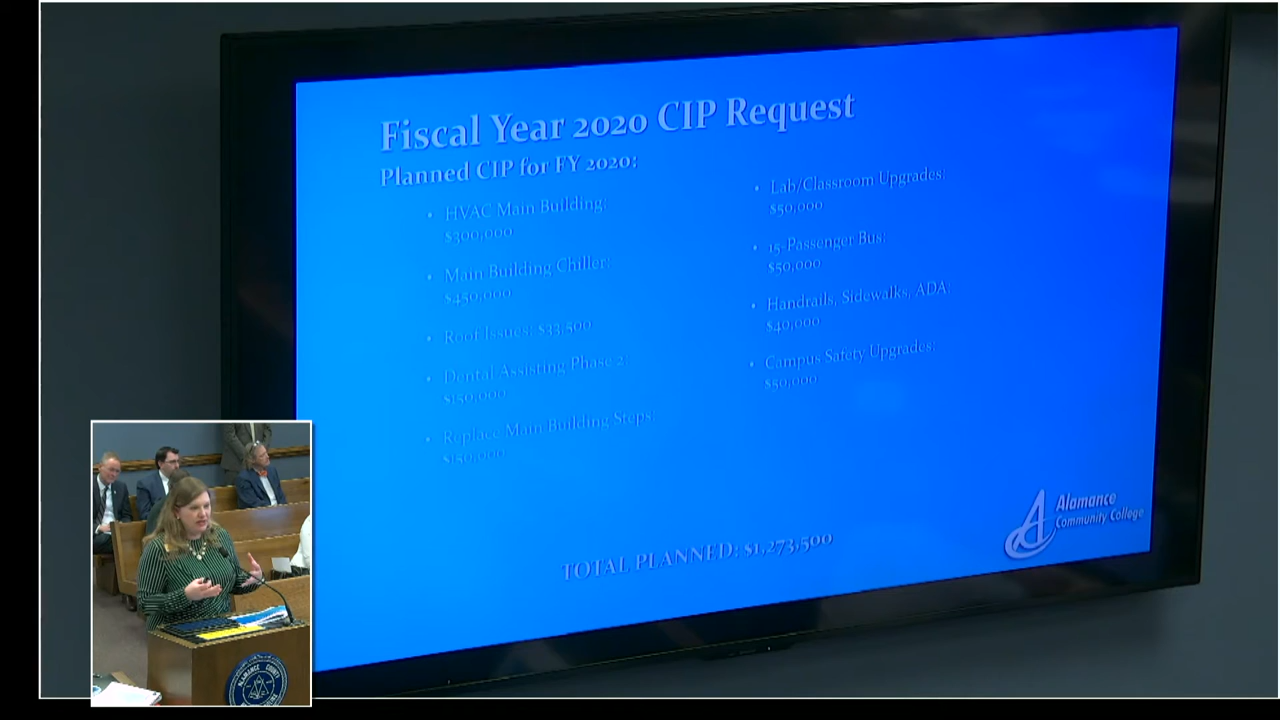 Fiscal Year 2020 CIP Request
Planned CIP for FY 2020:
• HVAC Main Building:
$300,000
• Main Building Chiller:
$450,000
• Roof Issues: $33,500
• Dental Assisting Phase 2:
$150,000
• Replace Main Building Steps:
$150,000
• Lab/Classroom Upgrades:
$50,000
• 15-Passenger Bus:
$50,000
• Handrails, Sidewalks, ADA:
$40,000
• Campus Safety Upgrades:
$50,000
TOTAL PLANNED: $1,273,500
Alamance
Community College
ALAMANCE COUNTY